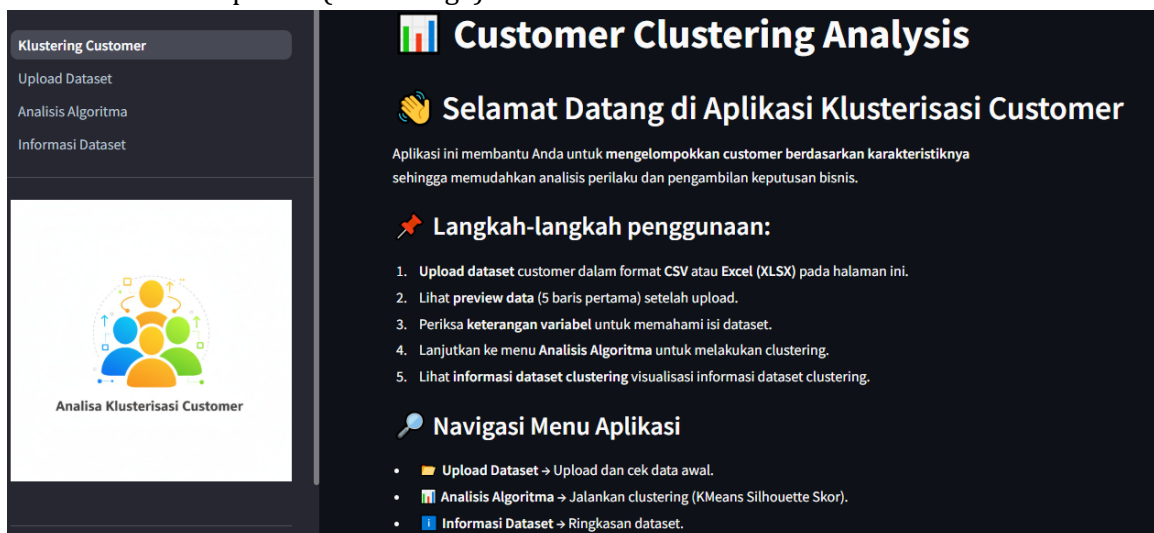 Klustering Customer
Upload Dataset
Analisis Algoritma
Informasi Dataset
Analisa Klusterisasi Customer
📊 Customer Clustering Analysis
👋 Selamat Datang di Aplikasi Klusterisasi Customer
Aplikasi ini membantu Anda untuk mengelompokkan customer berdasarkan karakteristiknya
sehingga memudahkan analisis perilaku dan pengambilan keputusan bisnis.
📌 Langkah-langkah penggunaan:
1. Upload dataset customer dalam format CSV atau Excel (XLSX) pada halaman ini.
2. Lihat preview data (5 baris pertama) setelah upload.
3. Periksa keterangan variabel untuk memahami isi dataset.
4. Lanjutkan ke menu Analisis Algoritma untuk melakukan clustering.
5. Lihat informasi dataset clustering visualisasi informasi dataset clustering.
🔎 Navigasi Menu Aplikasi
• 📂 Upload Dataset → Upload dan cek data awal.
• 📊 Analisis Algoritma → Jalankan clustering (KMeans Silhouette Skor).
• ℹ️ Informasi Dataset → Ringkasan dataset.